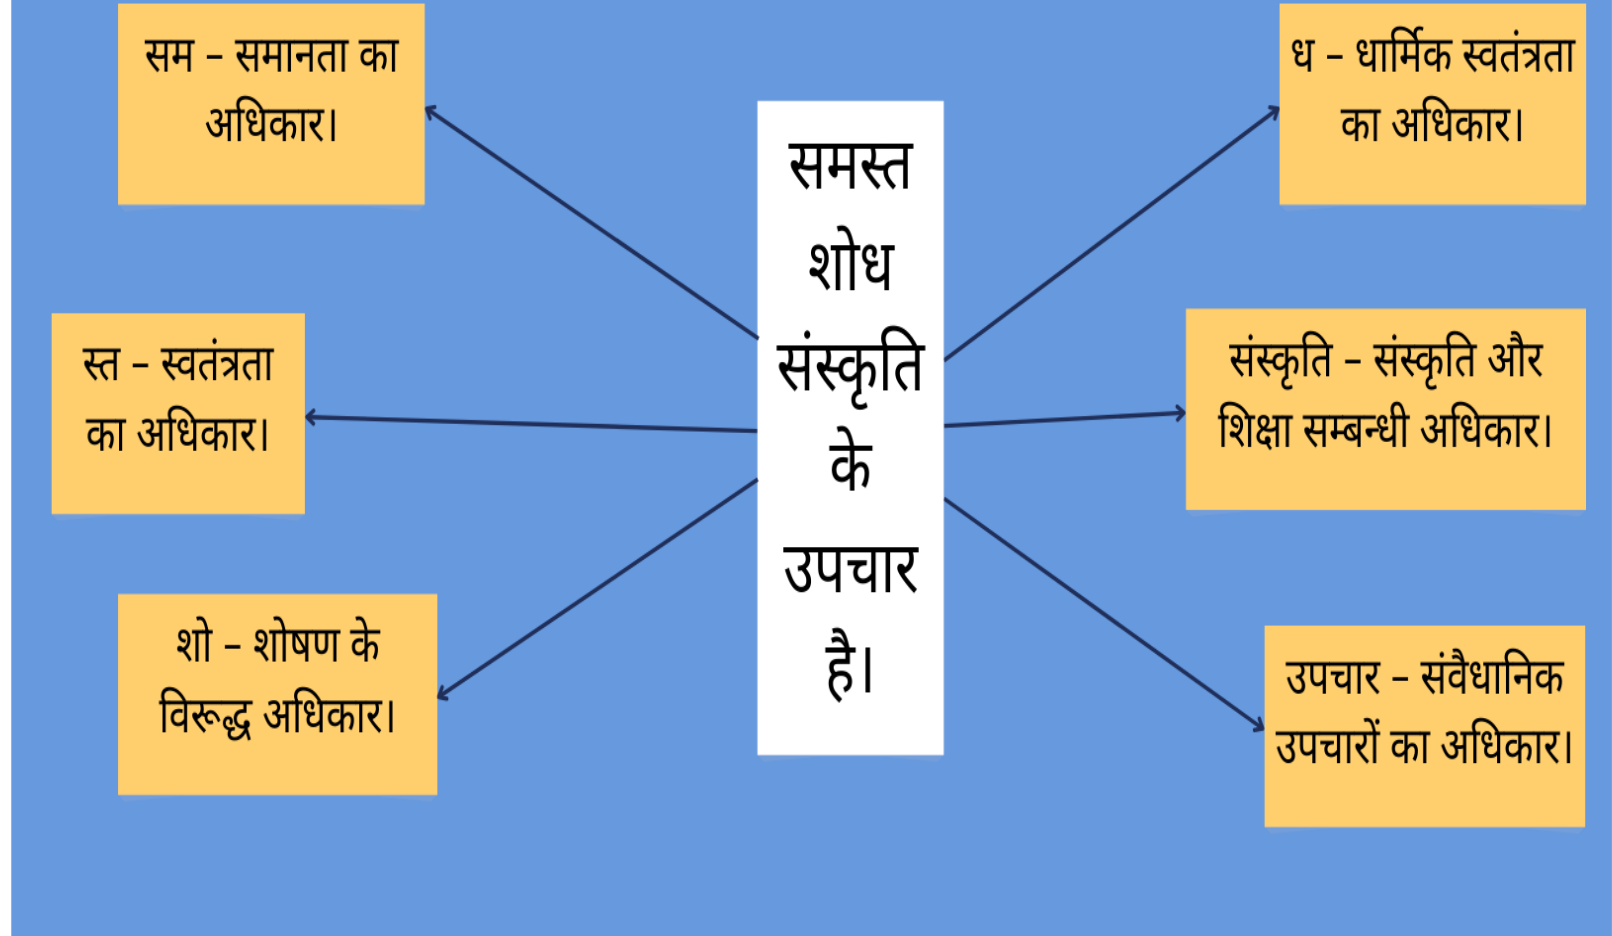 सम – समानता का
अधिकार।
स्त – स्वतंत्रता
का अधिकार।
शो – शोषण के
विरूद्ध अधिकार।
समस्त
शोध
संस्कृति
के
उपचार
है।
ध – धार्मिक स्वतंत्रता
का अधिकार।
संस्कृति – संस्कृति और
शिक्षा सम्बन्धी अधिकार।
उपचार – संवैधानिक
उपचारों का अधिकार।